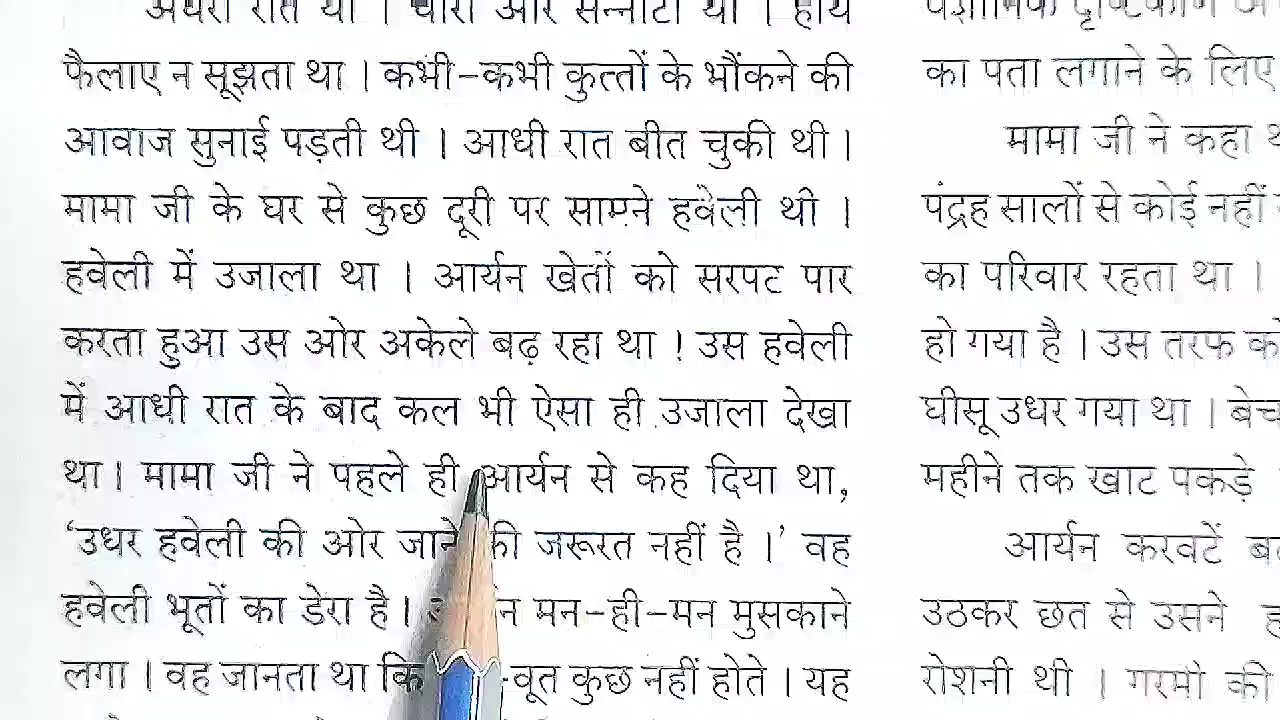 फैलाए न सूझता था । कभी-कभी कुत्तों के भौंकने की
आवाज सुनाई पड़ती थी । आधी रात बीत चुकी थी ।
मामा जी के घर से कुछ दूरी पर सामने हवेली थी ।
हवेली में उजाला था । आर्यन खेतों को सरपट पार
करता हुआ उस ओर अकेले बढ़ रहा था ! उस हवेली
में आधी रात के बाद कल भी ऐसा ही उजाला देखा
था । मामा जी ने पहले ही आर्यन से कह दिया था,
‘उधर हवेली की ओर जाने की जरूरत नहीं है ।’ वह
हवेली भूतों का डेरा है । मन-ही-मन मुसकाने
लगा । वह जानता था कि -वूत कुछ नहीं होते । यह
का पता लगाने के लिए
मामा जी ने कहा
पंद्रह सालों से कोई नहीं
का परिवार रहता था ।
हो गया है । उस तरफ
घीसू उधर गया था ।
महीने तक खाट पकड़े
आर्यन करवटें
उठकर छत से उसने
रोशनी थी । गरमी की